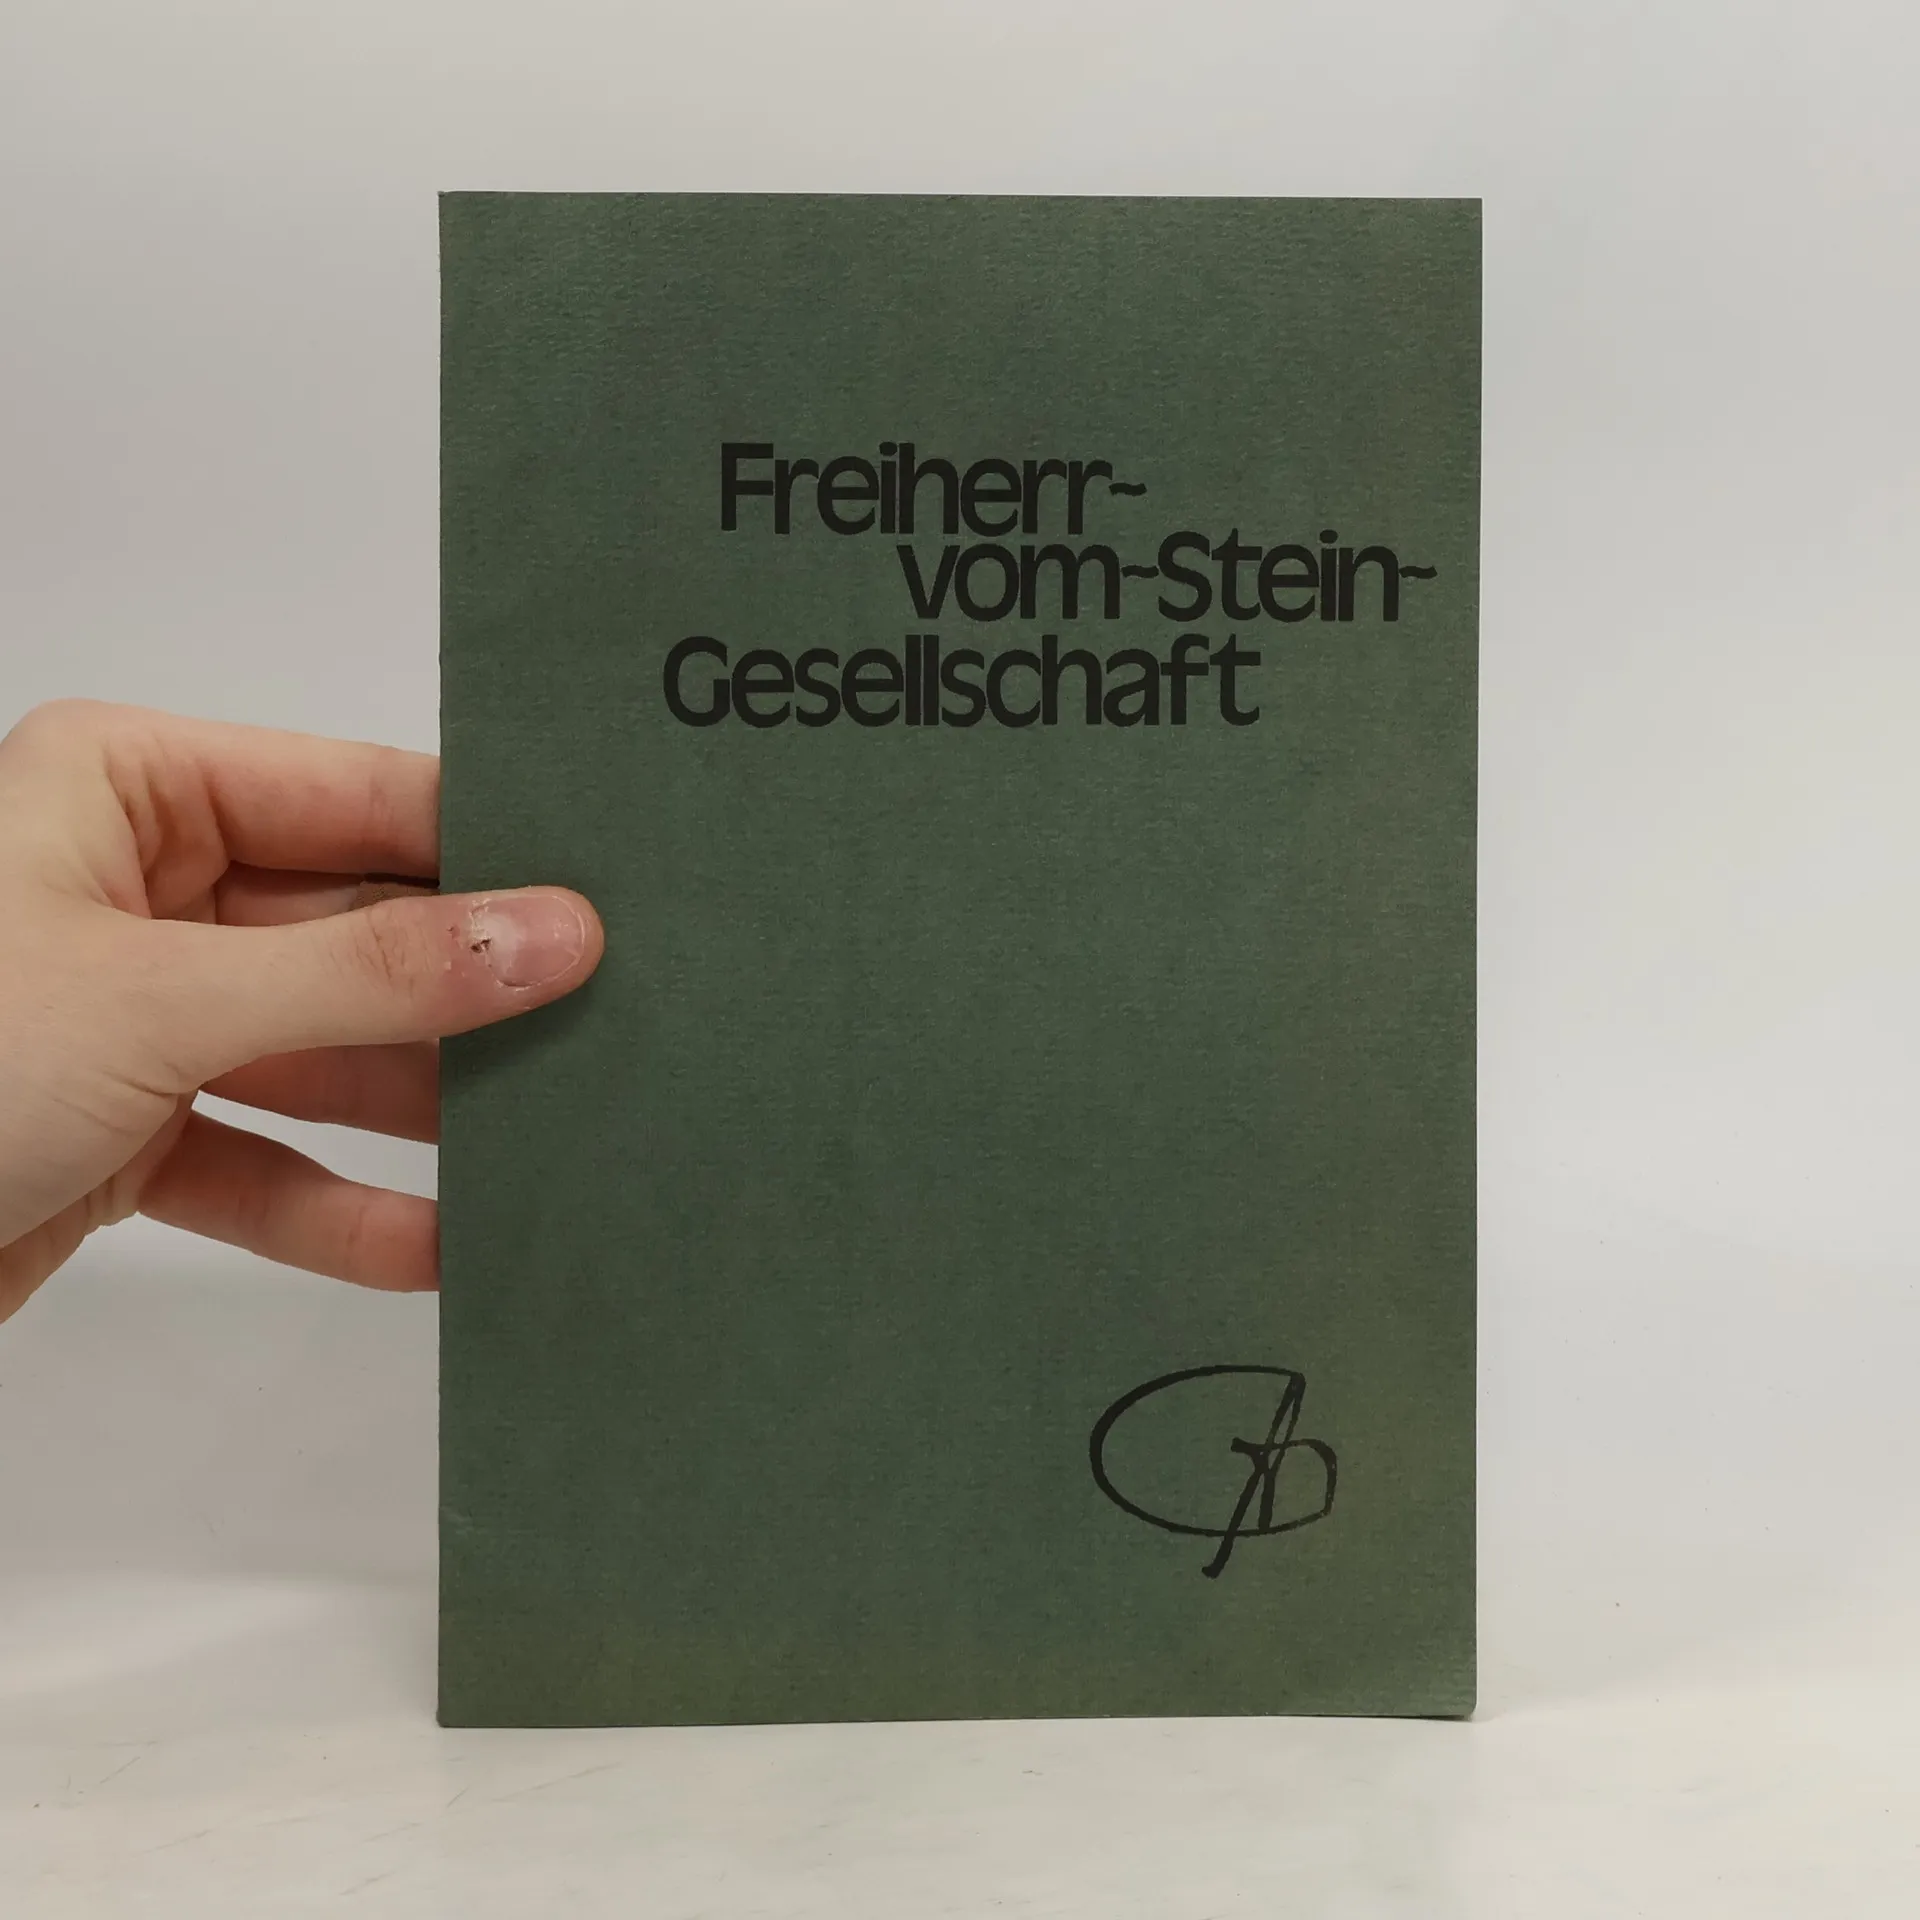 Freiherr-
vom-Stein-
Gesellschaft